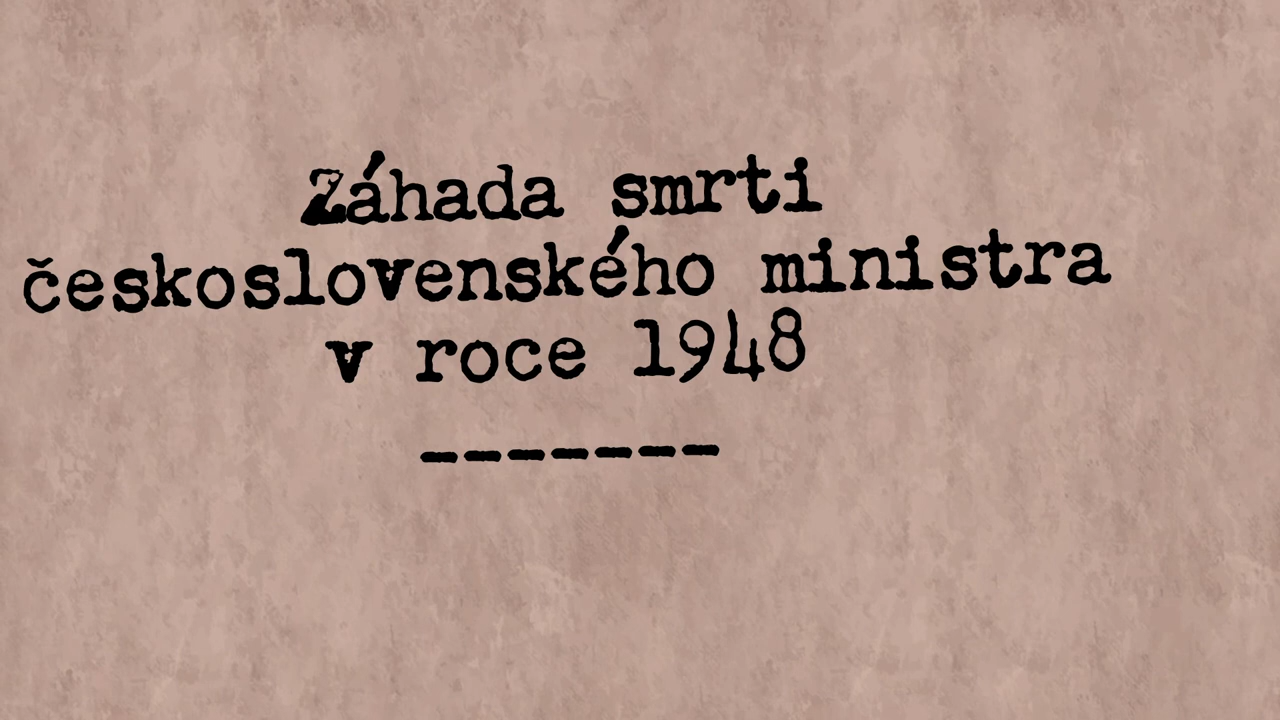 Záhada smrti
československého ministra
v roce 1948
-------